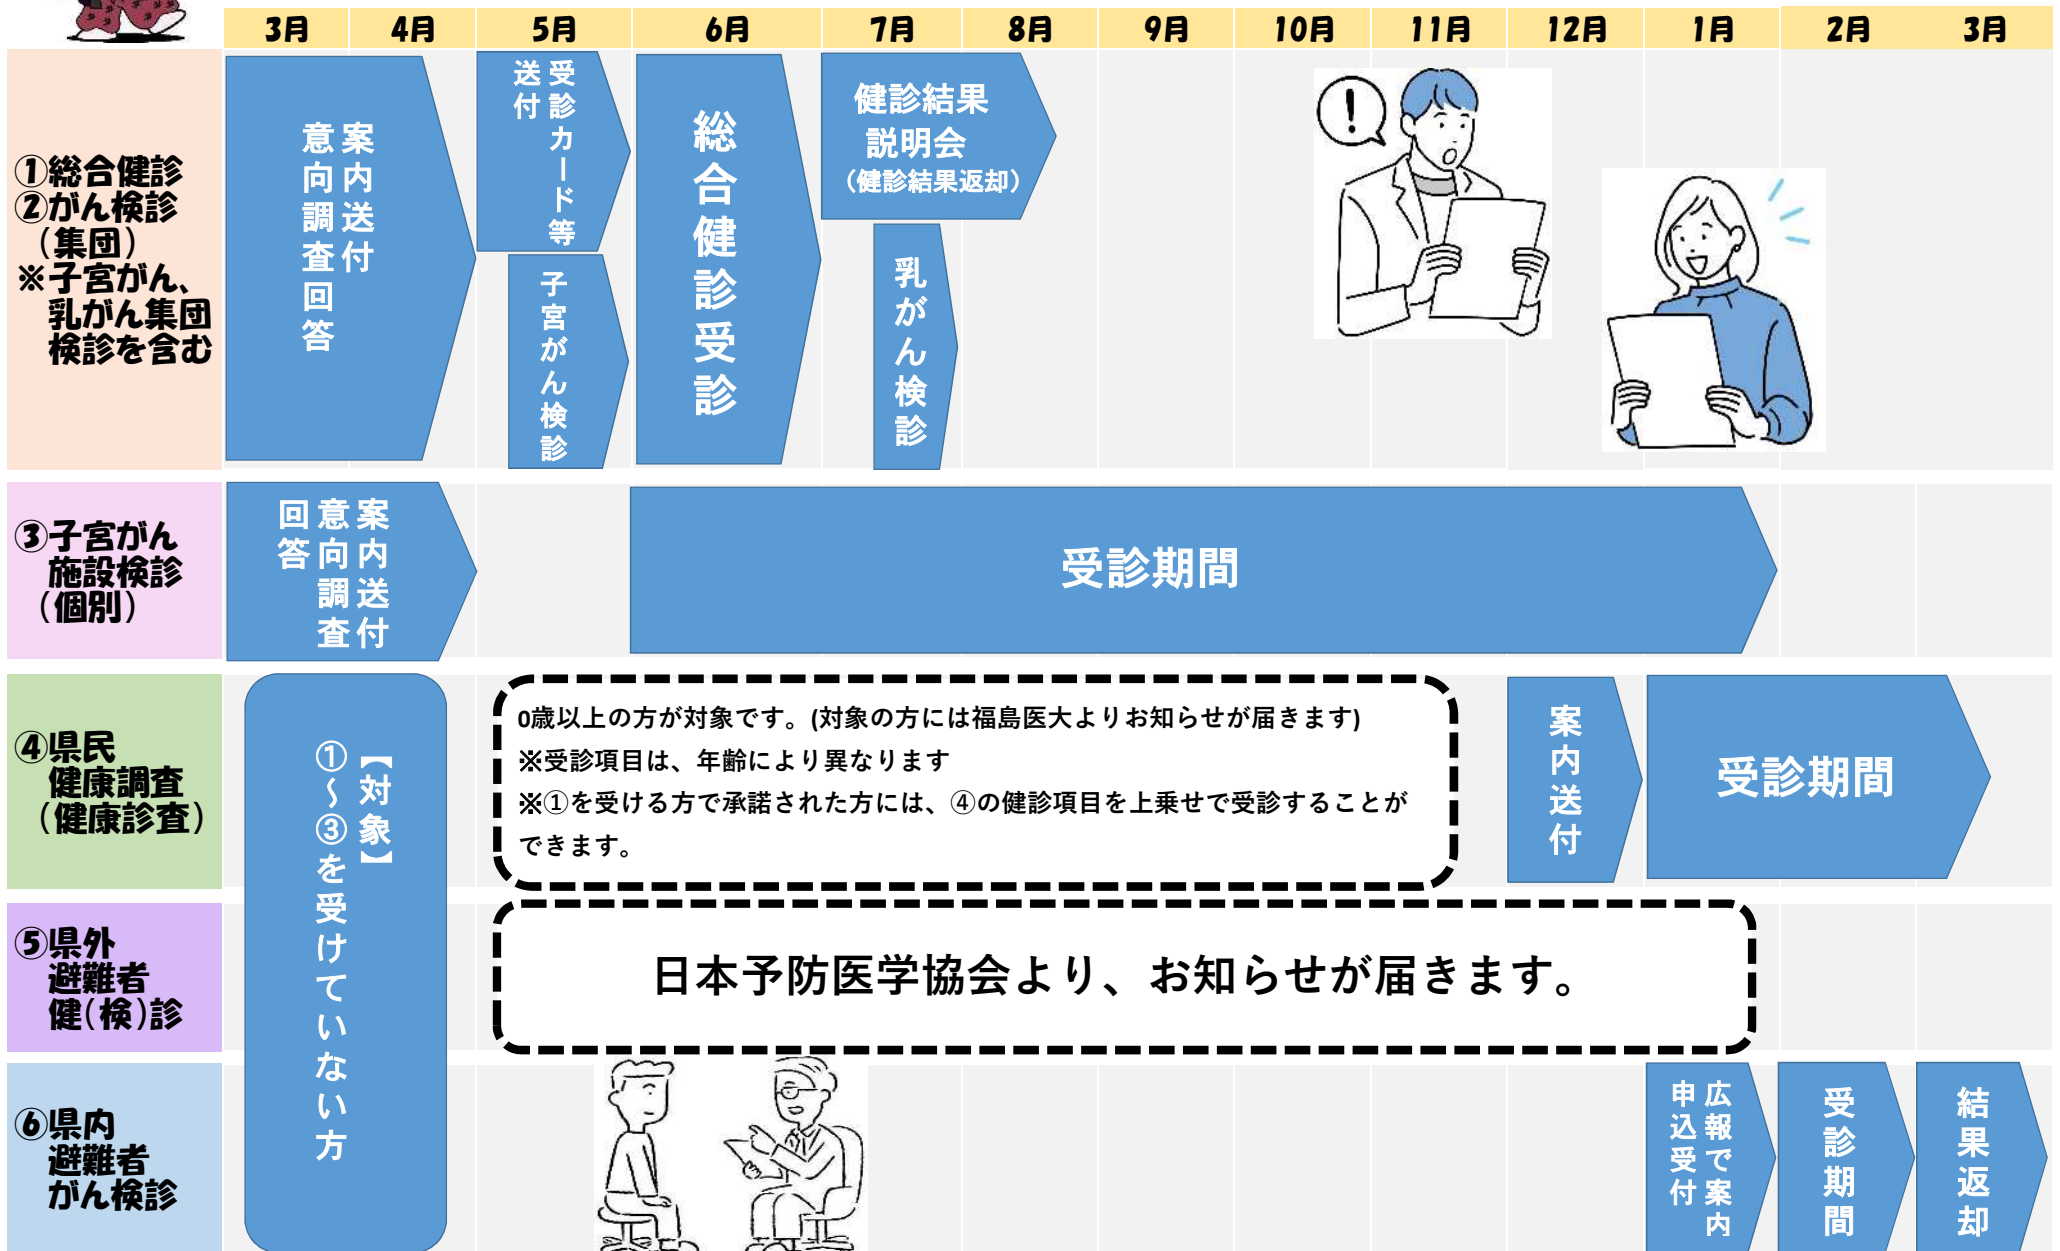 3月 4月 5月 6月 7月 8月 9月 10月 11月 12月 1月 2月 3月
①総合健診
②がん検診
（集団）
※子宮がん、
乳がん集団
検診を含む
案内送付
意向調査回答
受診カード等
送付
子宮がん検診
総合健診受診
健診結果
説明会
（健診結果返却）
乳がん検診
!
③子宮がん
施設検診
（個別）
案内送付
意向調査
回答
受診期間
④県民
健康調査
（健康診査）
【対象】
①～③を受けていない方
0歳以上の方が対象です。(対象の方には福島医大よりお知らせが届きます)
※受診項目は、年齢により異なります
※①を受ける方で承諾された方には、④の健診項目を上乗せで受診することが
できます。
案内送付
受診期間
⑤県外
避難者
健(検)診
日本予防医学協会より、お知らせが届きます。
⑥県内
避難者
がん検診
広報で案内
申込受付
受診期間
結果返却